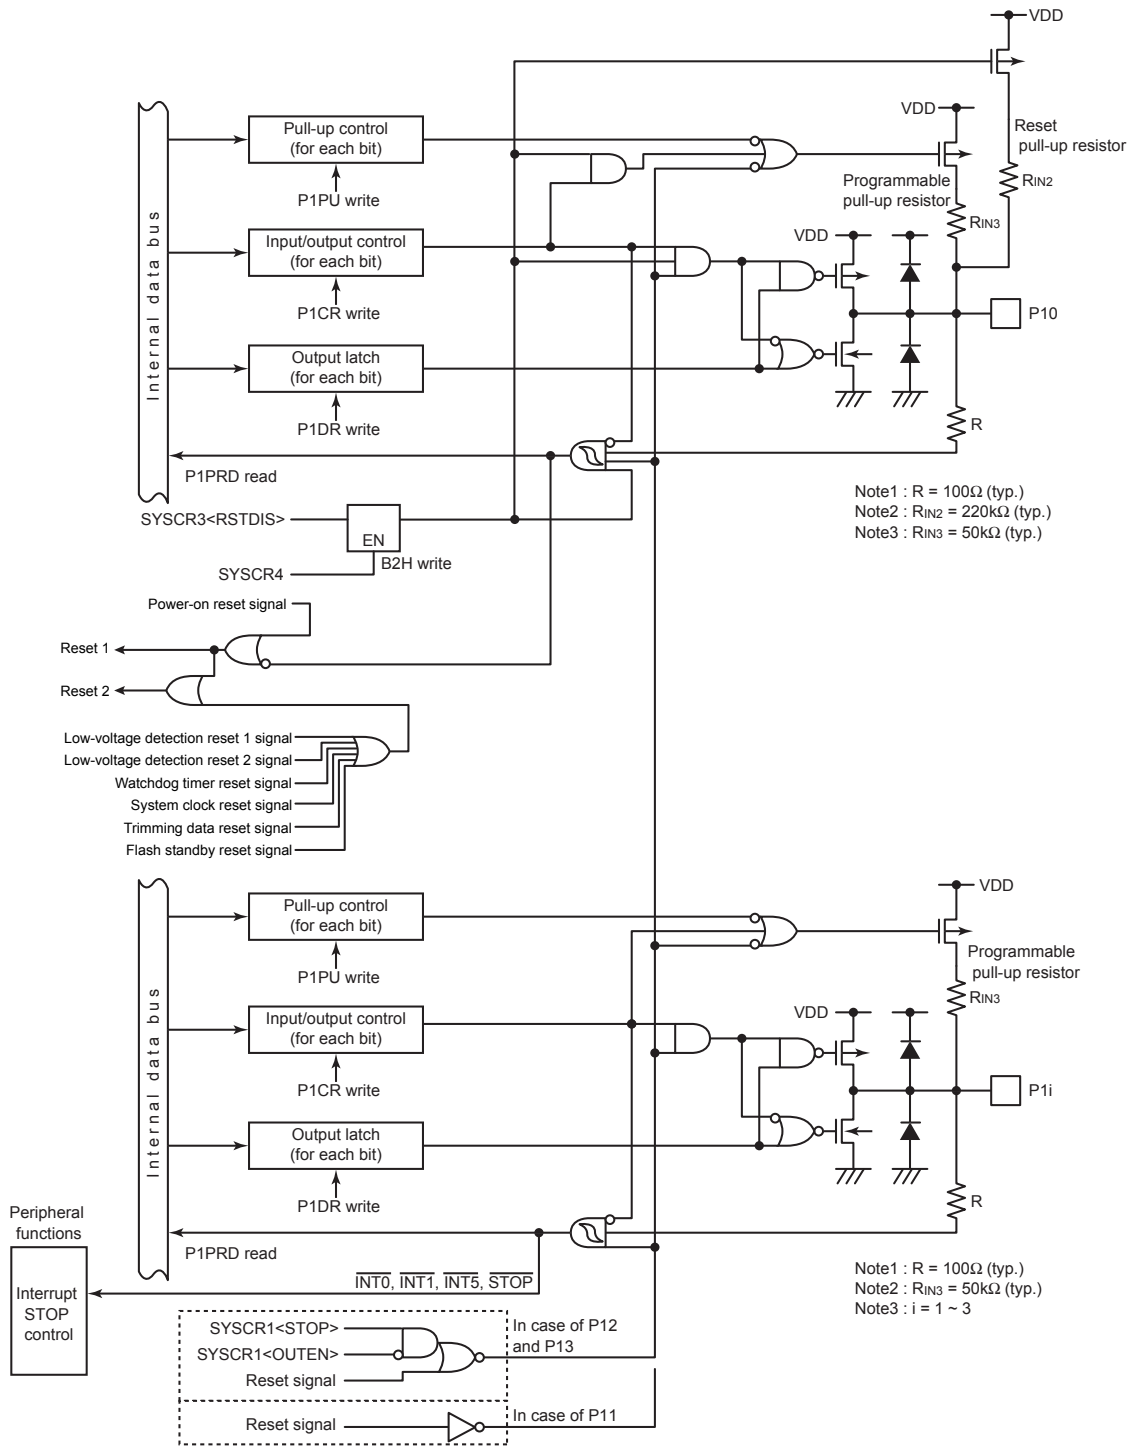 VDD
VDD
Reset
pull-up resistor
Pull-up control
(for each bit)
P1PU write
Programmable
pull-up resistor
RIN2
RIN3
Internal data bus
Input/output control
(for each bit)
VDD
P1CR write
P10
Output latch
(for each bit)
P1DR write
R
P1PRD read
Note1 : R = 100Ω (typ.)
Note2 : RIN2 = 220kΩ (typ.)
Note3 : RIN3 = 50kΩ (typ.)
SYSCR3<RSTDIS>
EN
B2H write
SYSCR4
Power-on reset signal
Reset 1
Reset 2
Low-voltage detection reset 1 signal
Low-voltage detection reset 2 signal
Watchdog timer reset signal
System clock reset signal
Trimming data reset signal
Flash standby reset signal
VDD
Pull-up control
(for each bit)
P1PU write
Programmable
pull-up resistor
RIN3
Internal data bus
Input/output control
(for each bit)
VDD
P1CR write
P1i
Output latch
(for each bit)
P1DR write
R
P1PRD read
Peripheral
functions
Interrupt
STOP
control
INT0, INT1, INT5, STOP
Note1 : R = 100Ω (typ.)
Note2 : RIN3 = 50kΩ (typ.)
Note3 : i = 1 ~ 3
SYSCR1<STOP>
SYSCR1<OUTEN>
Reset signal
In case of P12
and P13
Reset signal
In case of P11